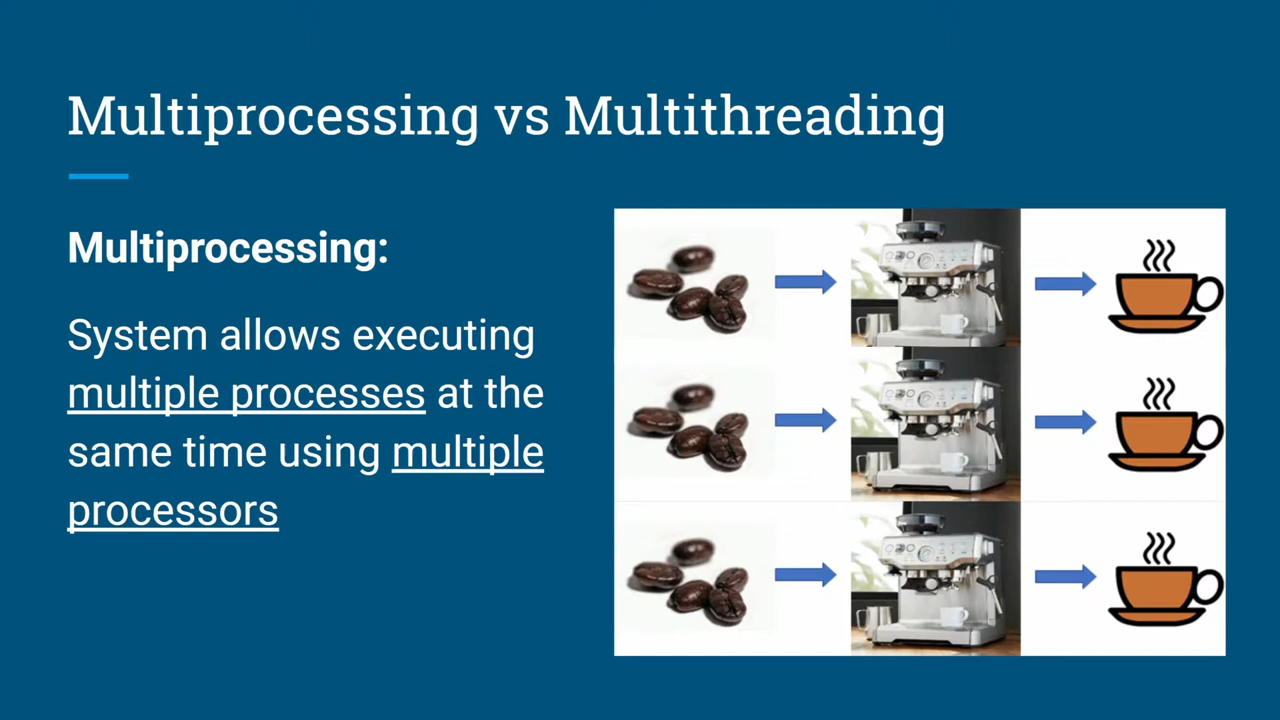 Multiprocessing vs Multithreading
Multiprocessing:
System allows executing
multiple processes at the
same time using multiple
processors